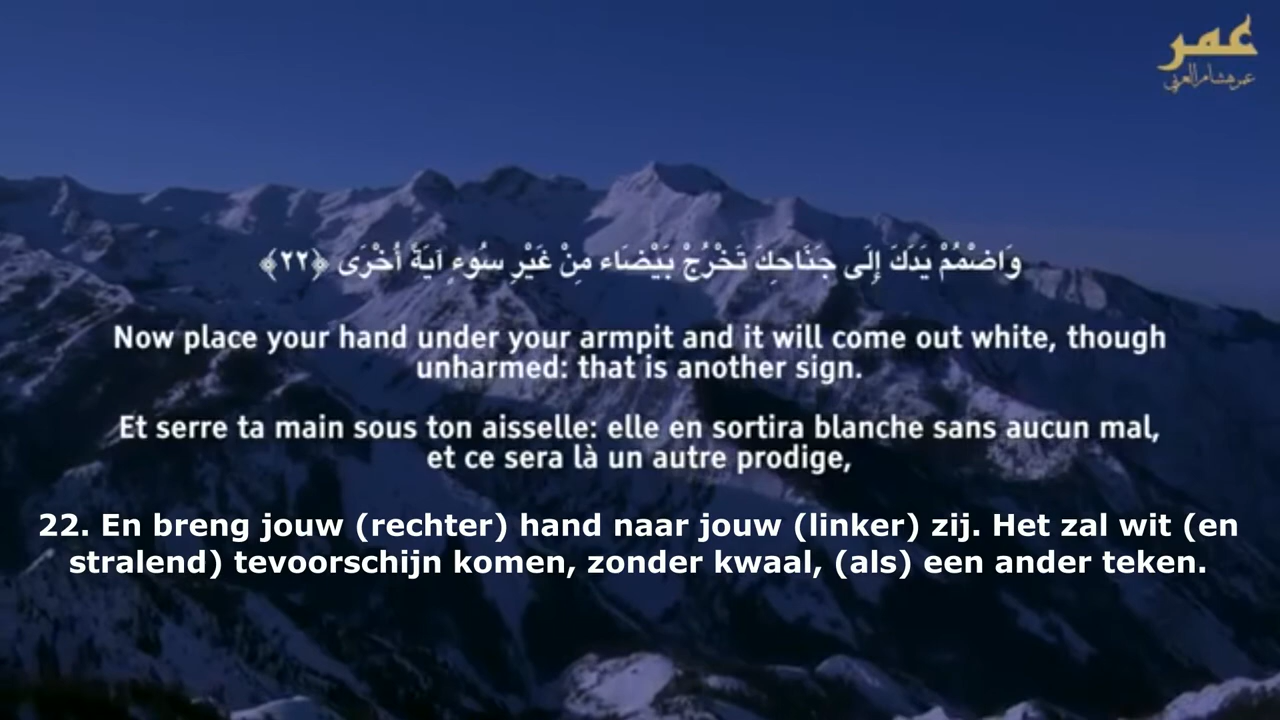 عمر
عمر هشام العربي
وَاضْمُمْ يَدَكَ إِلَى جَنَاحِكَ تَخْرُجْ بَيْضَاء مِنْ غَيْرِ سُوءٍ آيَةً أُخْرَى ﴿٢٢﴾
Now place your hand under your armpit and it will come out white, though
unharmed: that is another sign.
Et serre ta main sous ton aisselle: elle en sortira blanche sans aucun mal,
et ce sera là un autre prodige,
22. En breng jouw (rechter) hand naar jouw (linker) zij. Het zal wit (en
stralend) tevoorschijn komen, zonder kwaal, (als) een ander teken.